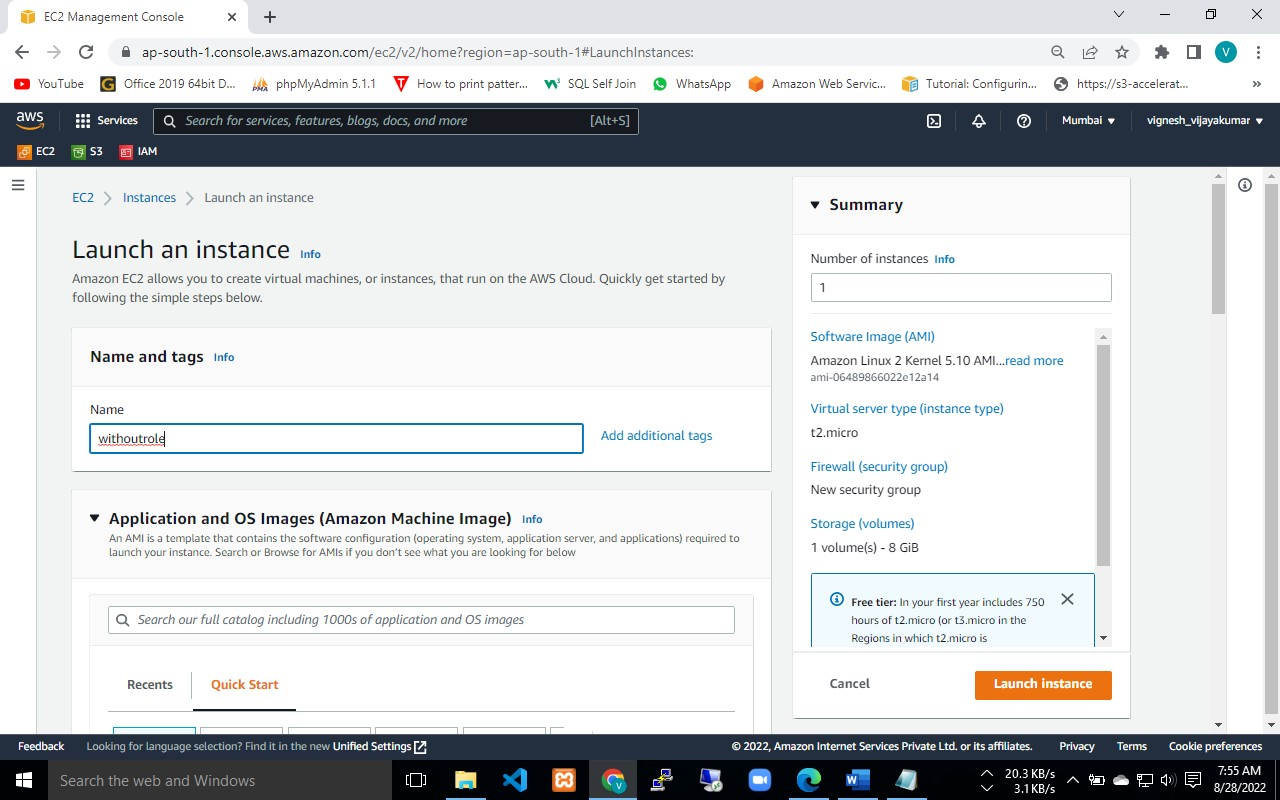 EC2 Management Console
ap-south-1.console.aws.amazon.com/ec2/v2/home?region=ap-south-1#LaunchInstances:
V
YouTube
G Office 2019 64bit D...
PMA phpMyAdmin 5.1.1
How to print patter...
SQL Self Join
WhatsApp
Amazon Web Servic...
Tutorial: Configurin...
https://s3-accelerat...
»
aws
Services
Search for services, features, blogs, docs, and more [Alt+S]
Mumbai
vignesh_vijayakumar
EC2
S3
IAM
EC2 > Instances > Launch an instance
Launch an instance Info
Amazon EC2 allows you to create virtual machines, or instances, that run on the AWS Cloud. Quickly get started by
following the simple steps below.
Name and tags Info
Name
withoutrole
Add additional tags
Application and OS Images (Amazon Machine Image) Info
An AMI is a template that contains the software configuration (operating system, application server, and applications) required to
launch your instance. Search or Browse for AMIs if you don't see what you are looking for below
Search our full catalog including 1000s of application and OS images
Recents
Quick Start
Summary
Number of instances Info
1
Software Image (AMI)
Amazon Linux 2 Kernel 5.10 AMI...read more
ami-06489866022e12a14
Virtual server type (instance type)
t2.micro
Firewall (security group)
New security group
Storage (volumes)
1 volume(s) - 8 GiB
Free tier: In your first year includes 750
hours of t2.micro (or t3.micro in the
Regions in which t2.micro is
Cancel
Launch instance
Feedback
Looking for language selection? Find it in the new Unified Settings
© 2022, Amazon Internet Services Private Ltd. or its affiliates.
Privacy
Terms
Cookie preferences
Search the web and Windows
20.3 KB/s
3.1 KB/s
7:55 AM
8/28/2022